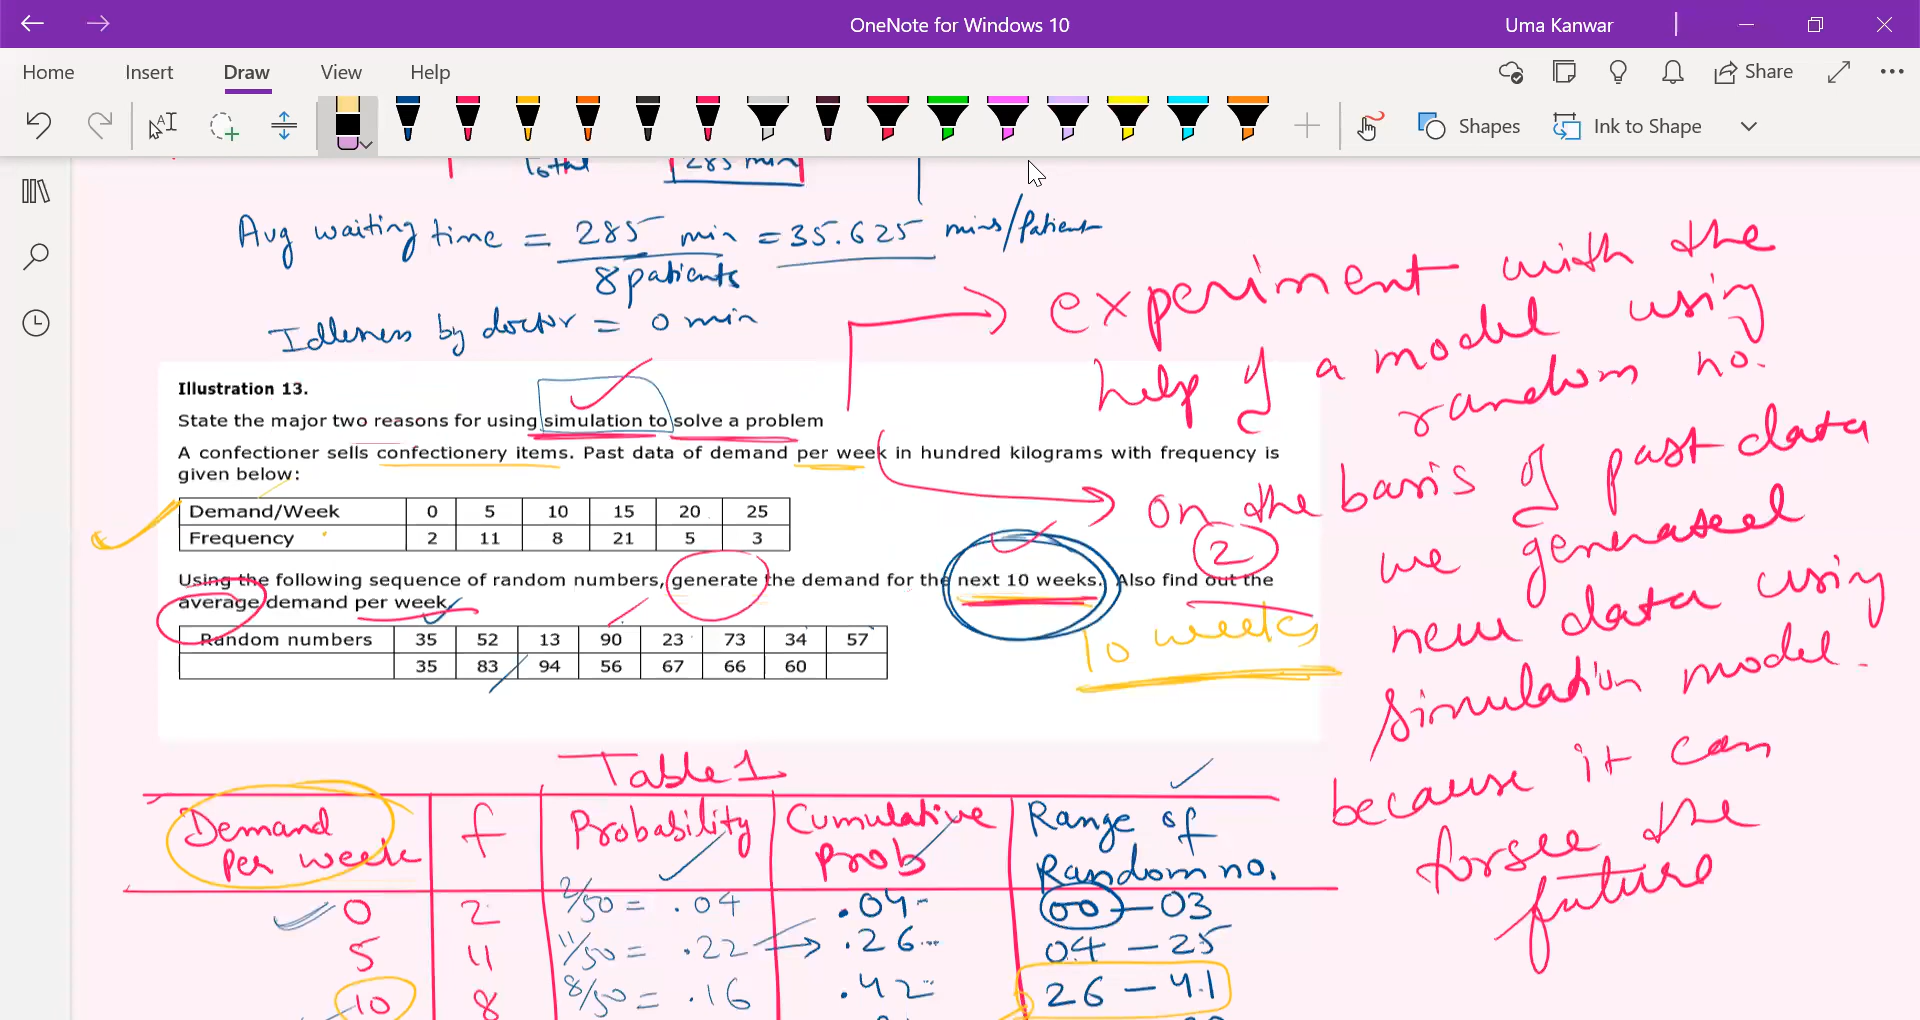 OneNote for Windows 10
Uma Kanwar
Home Insert Draw View Help
Share
Shapes Ink to Shape
Total 285 min
Avg waiting time = 285 min = 35.625 mins/Patient
8 patients
Idleness by doctor = 0 min
experiment with the
help of a model using
random no.
Illustration 13.
State the major two reasons for using simulation to solve a problem
A confectioner sells confectionery items. Past data of demand per week in hundred kilograms with frequency is
given below:
Demand/Week 0 5 10 15 20 25
Frequency 2 11 8 21 5 3
Using the following sequence of random numbers, generate the demand for the next 10 weeks. Also find out the
average demand per week.
Random numbers 35 52 13 90 23 73 34 57
35 83 94 56 67 66 60
2
10 weeks
on the basis of past data
we generated
new data using
simulation model.
because it can
forsee the
future
Table 1
Demand Per week f Probability Cumulative prob Range of Random no.
0 2 2/50 = .04 .04 00 - 03
5 11 11/50 = .22 .26 04 - 25
10 8 8/50 = .16 .42 26 - 41